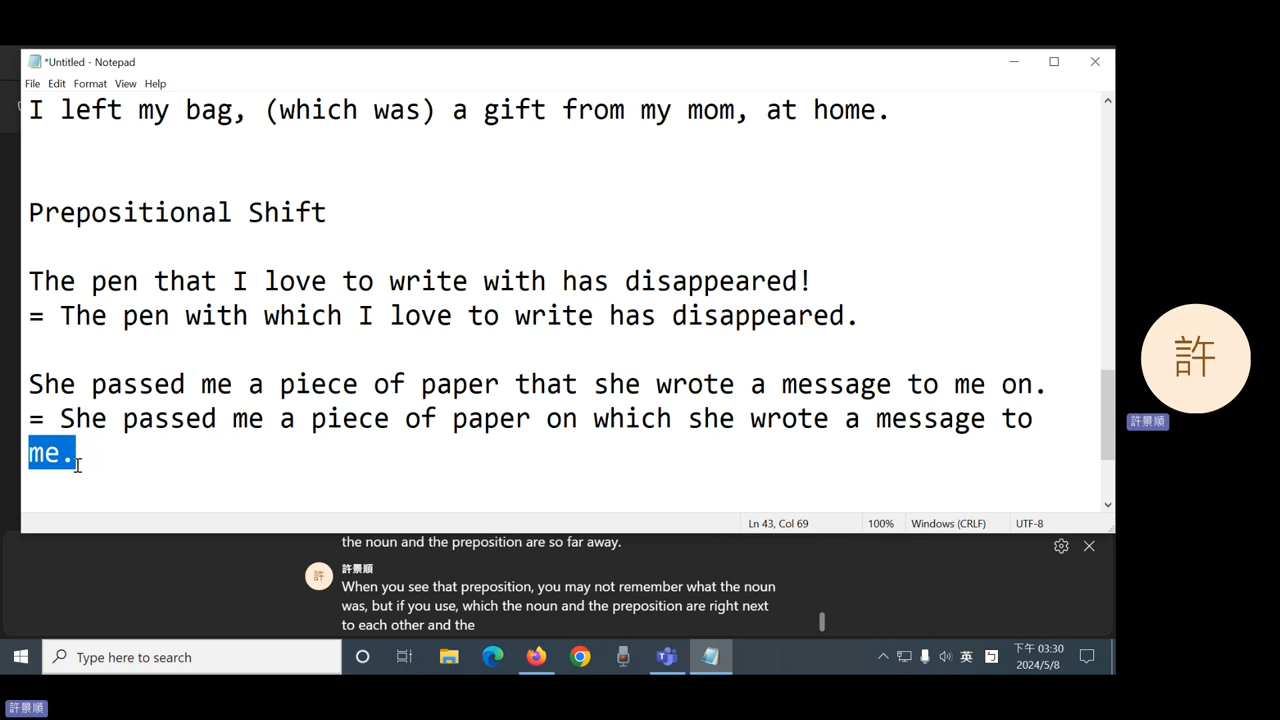 *Untitled - Notepad
File Edit Format View Help
I left my bag, (which was) a gift from my mom, at home.
Prepositional Shift
The pen that I love to write with has disappeared!
= The pen with which I love to write has disappeared.
She passed me a piece of paper that she wrote a message to me on.
= She passed me a piece of paper on which she wrote a message to
me.
Ln 43, Col 69 100% Windows (CRLF) UTF-8
許
許景順
the noun and the preposition are so far away.
許 許景順
When you see that preposition, you may not remember what the noun
was, but if you use, which the noun and the preposition are right next
to each other and the
Type here to search
英
下午 03:30
2024/5/8
許景順